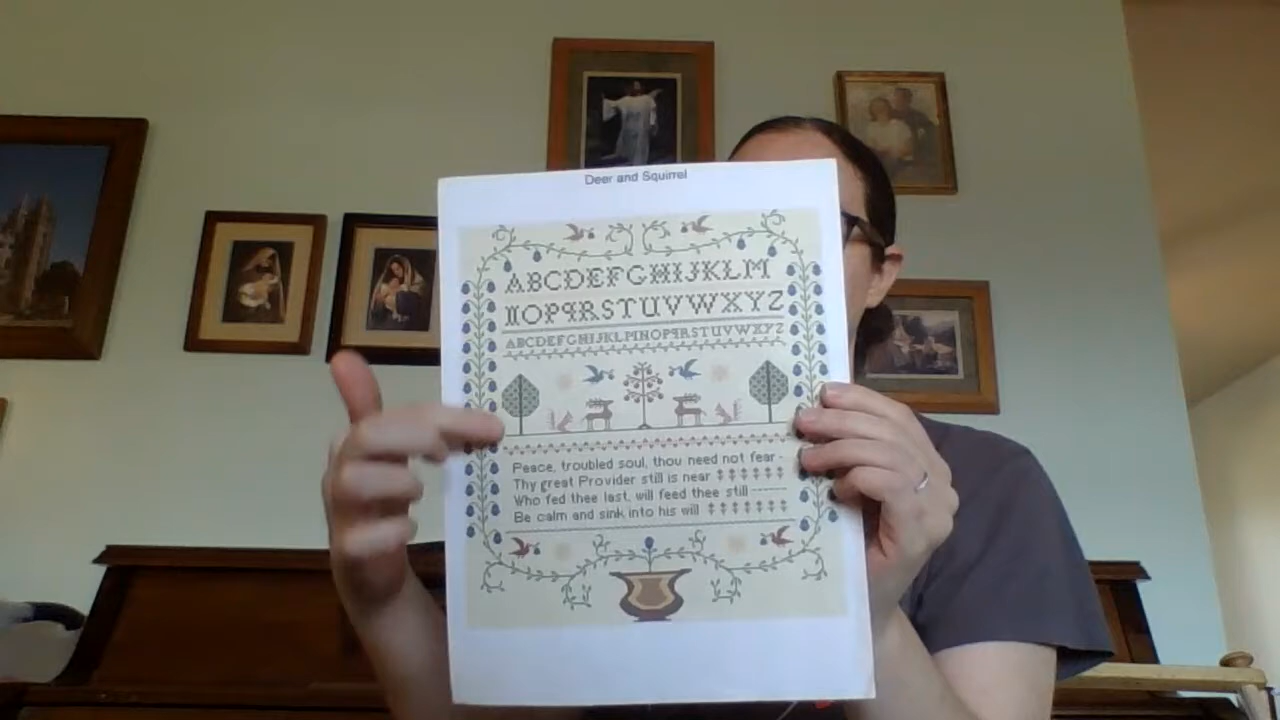 Deer and Squirrel
ABCDEFGHIJKLM
NOPQRSTUVWXYZ
ABCDEFGHIJKLMNOPQRSTUVWXYZ
Peace, troubled soul, thou need not fear
Thy great Provider still is near
Who fed thee last, will feed thee still
Be calm and sink into his will